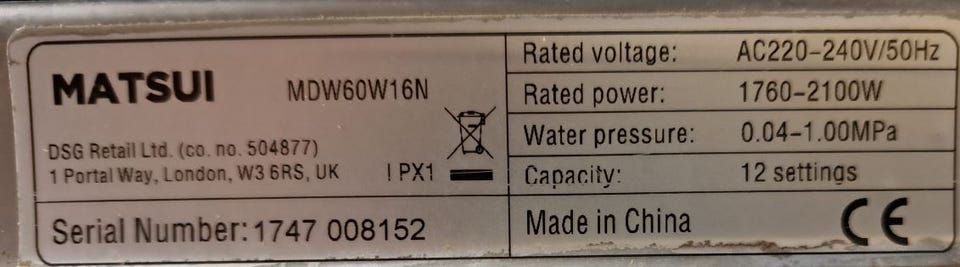 MATSUI MDW60W16N
DSG Retail Ltd. (co. no. 504877)
1 Portal Way, London, W3 6RS, UK IPX1
Serial Number: 1747 008152
Rated voltage: AC220-240V/50Hz
Rated power: 1760-2100W
Water pressure: 0.04-1.00MPa
Capacity: 12 settings
Made in China CE